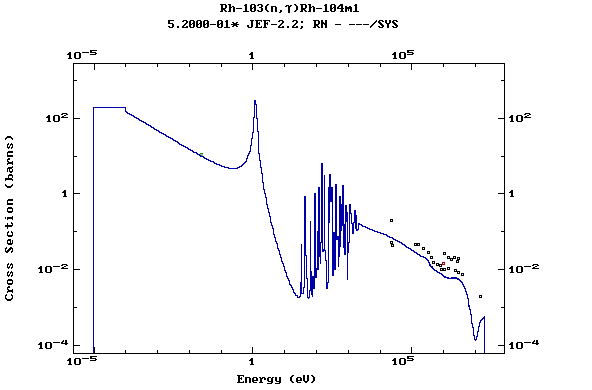 Rh-103(n,γ)Rh-104m1
5.2000-01* JEF-2.2; RN - ---/SYS
10⁻⁵ 1 10⁵
10² 10²
1 1
10⁻² 10⁻²
10⁻⁴ 10⁻⁴
10⁻⁵ 1 10⁵
Cross Section (barns)
Energy (eV)